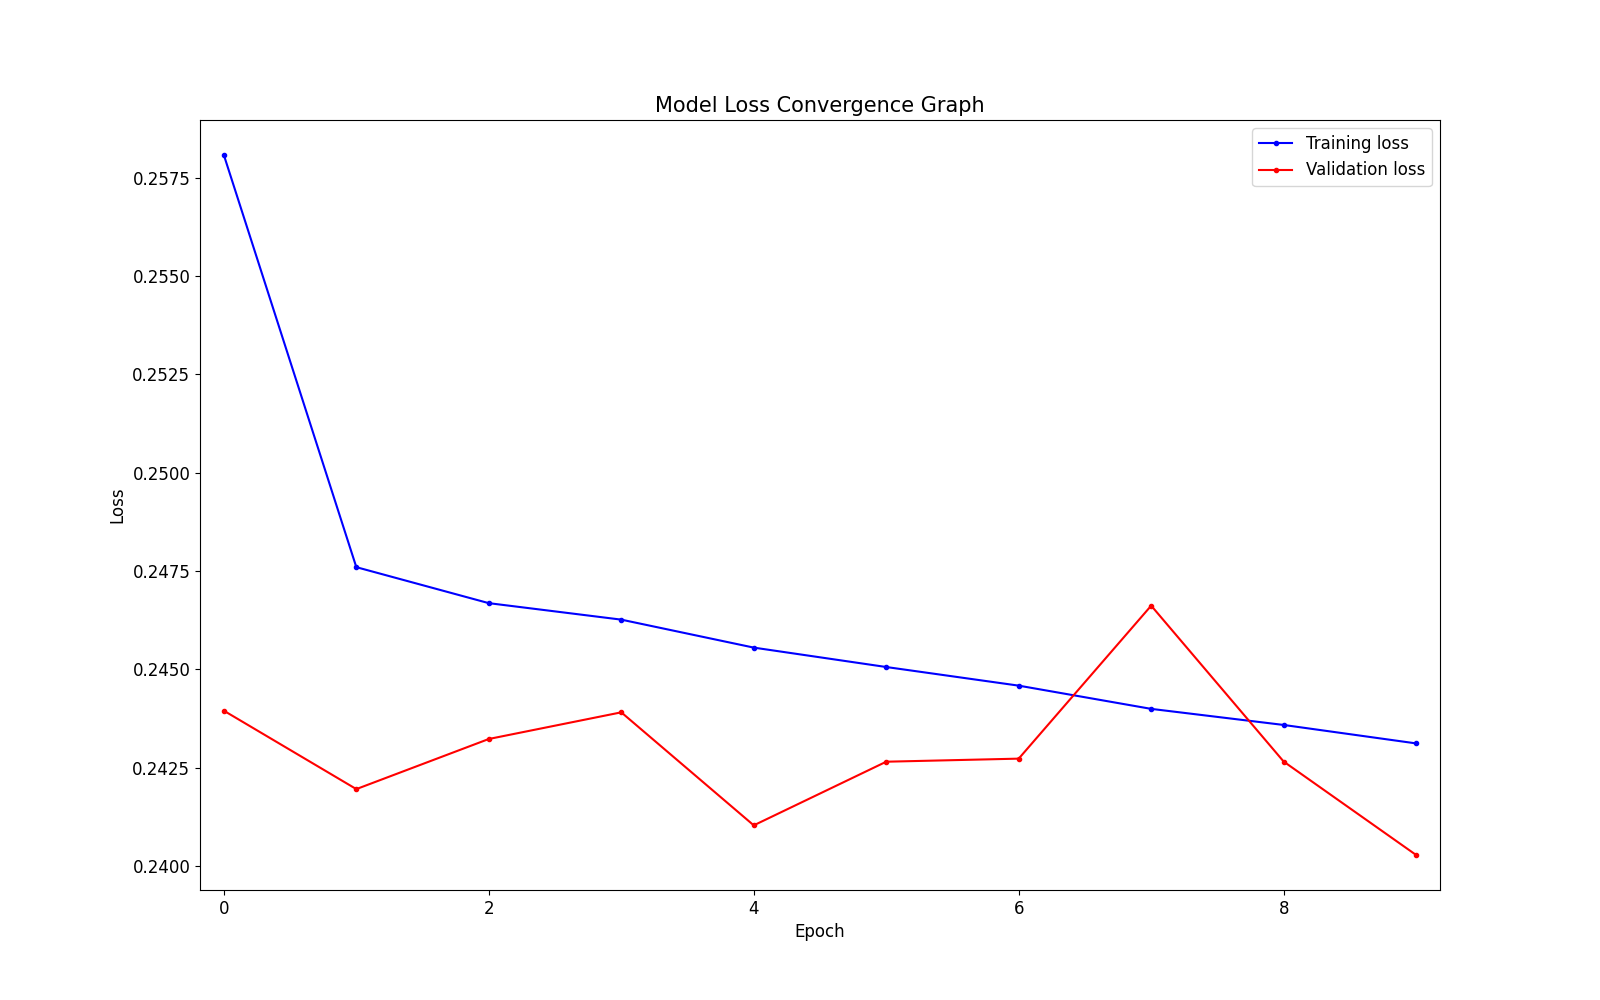 Model Loss Convergence Graph
Training loss
Validation loss
0.2575
0.2550
0.2525
0.2500
0.2475
0.2450
0.2425
0.2400
Loss
0 2 4 6 8
Epoch